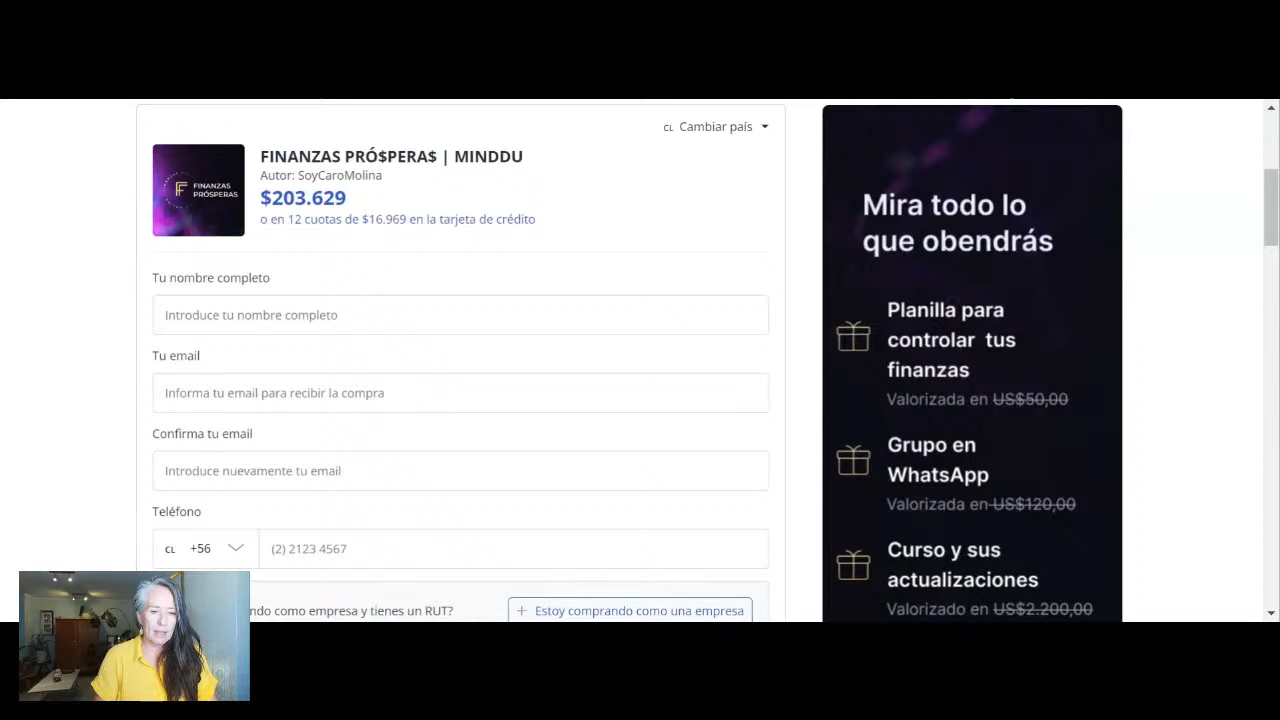 CL Cambiar país
FINANZAS PRÓSPERAS
FINANZAS PRÓ$PERA$ | MINDDU
Autor: SoyCaroMolina
$203.629
o en 12 cuotas de $16.969 en la tarjeta de crédito
Tu nombre completo
Introduce tu nombre completo
Tu email
Informa tu email para recibir la compra
Confirma tu email
Introduce nuevamente tu email
Teléfono
CL +56 (2) 2123 4567
ndo como empresa y tienes un RUT?
+ Estoy comprando como una empresa
Mira todo lo
que obendrás
Planilla para
controlar tus
finanzas
Valorizada en US$50,00
Grupo en
WhatsApp
Valorizada en US$120,00
Curso y sus
actualizaciones
Valorizado en US$2.200,00